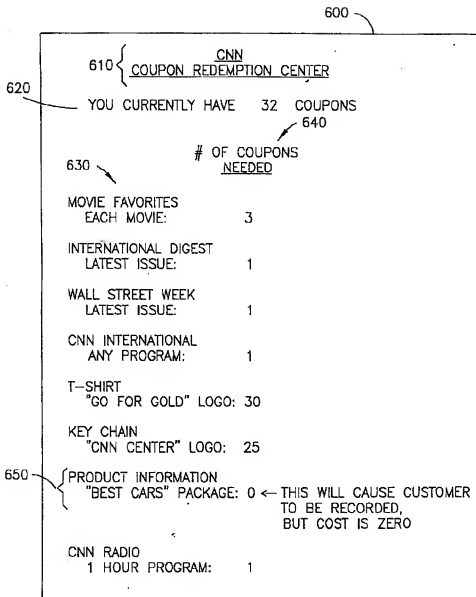 600
CNN
610 COUPON REDEMPTION CENTER
620
YOU CURRENTLY HAVE 32 COUPONS
640
# OF COUPONS
NEEDED
630
MOVIE FAVORITES
EACH MOVIE: 3
INTERNATIONAL DIGEST
LATEST ISSUE: 1
WALL STREET WEEK
LATEST ISSUE: 1
CNN INTERNATIONAL
ANY PROGRAM: 1
T-SHIRT
"GO FOR GOLD" LOGO: 30
KEY CHAIN
"CNN CENTER" LOGO: 25
650 PRODUCT INFORMATION
"BEST CARS" PACKAGE: 0 ← THIS WILL CAUSE CUSTOMER
TO BE RECORDED,
BUT COST IS ZERO
CNN RADIO
1 HOUR PROGRAM: 1